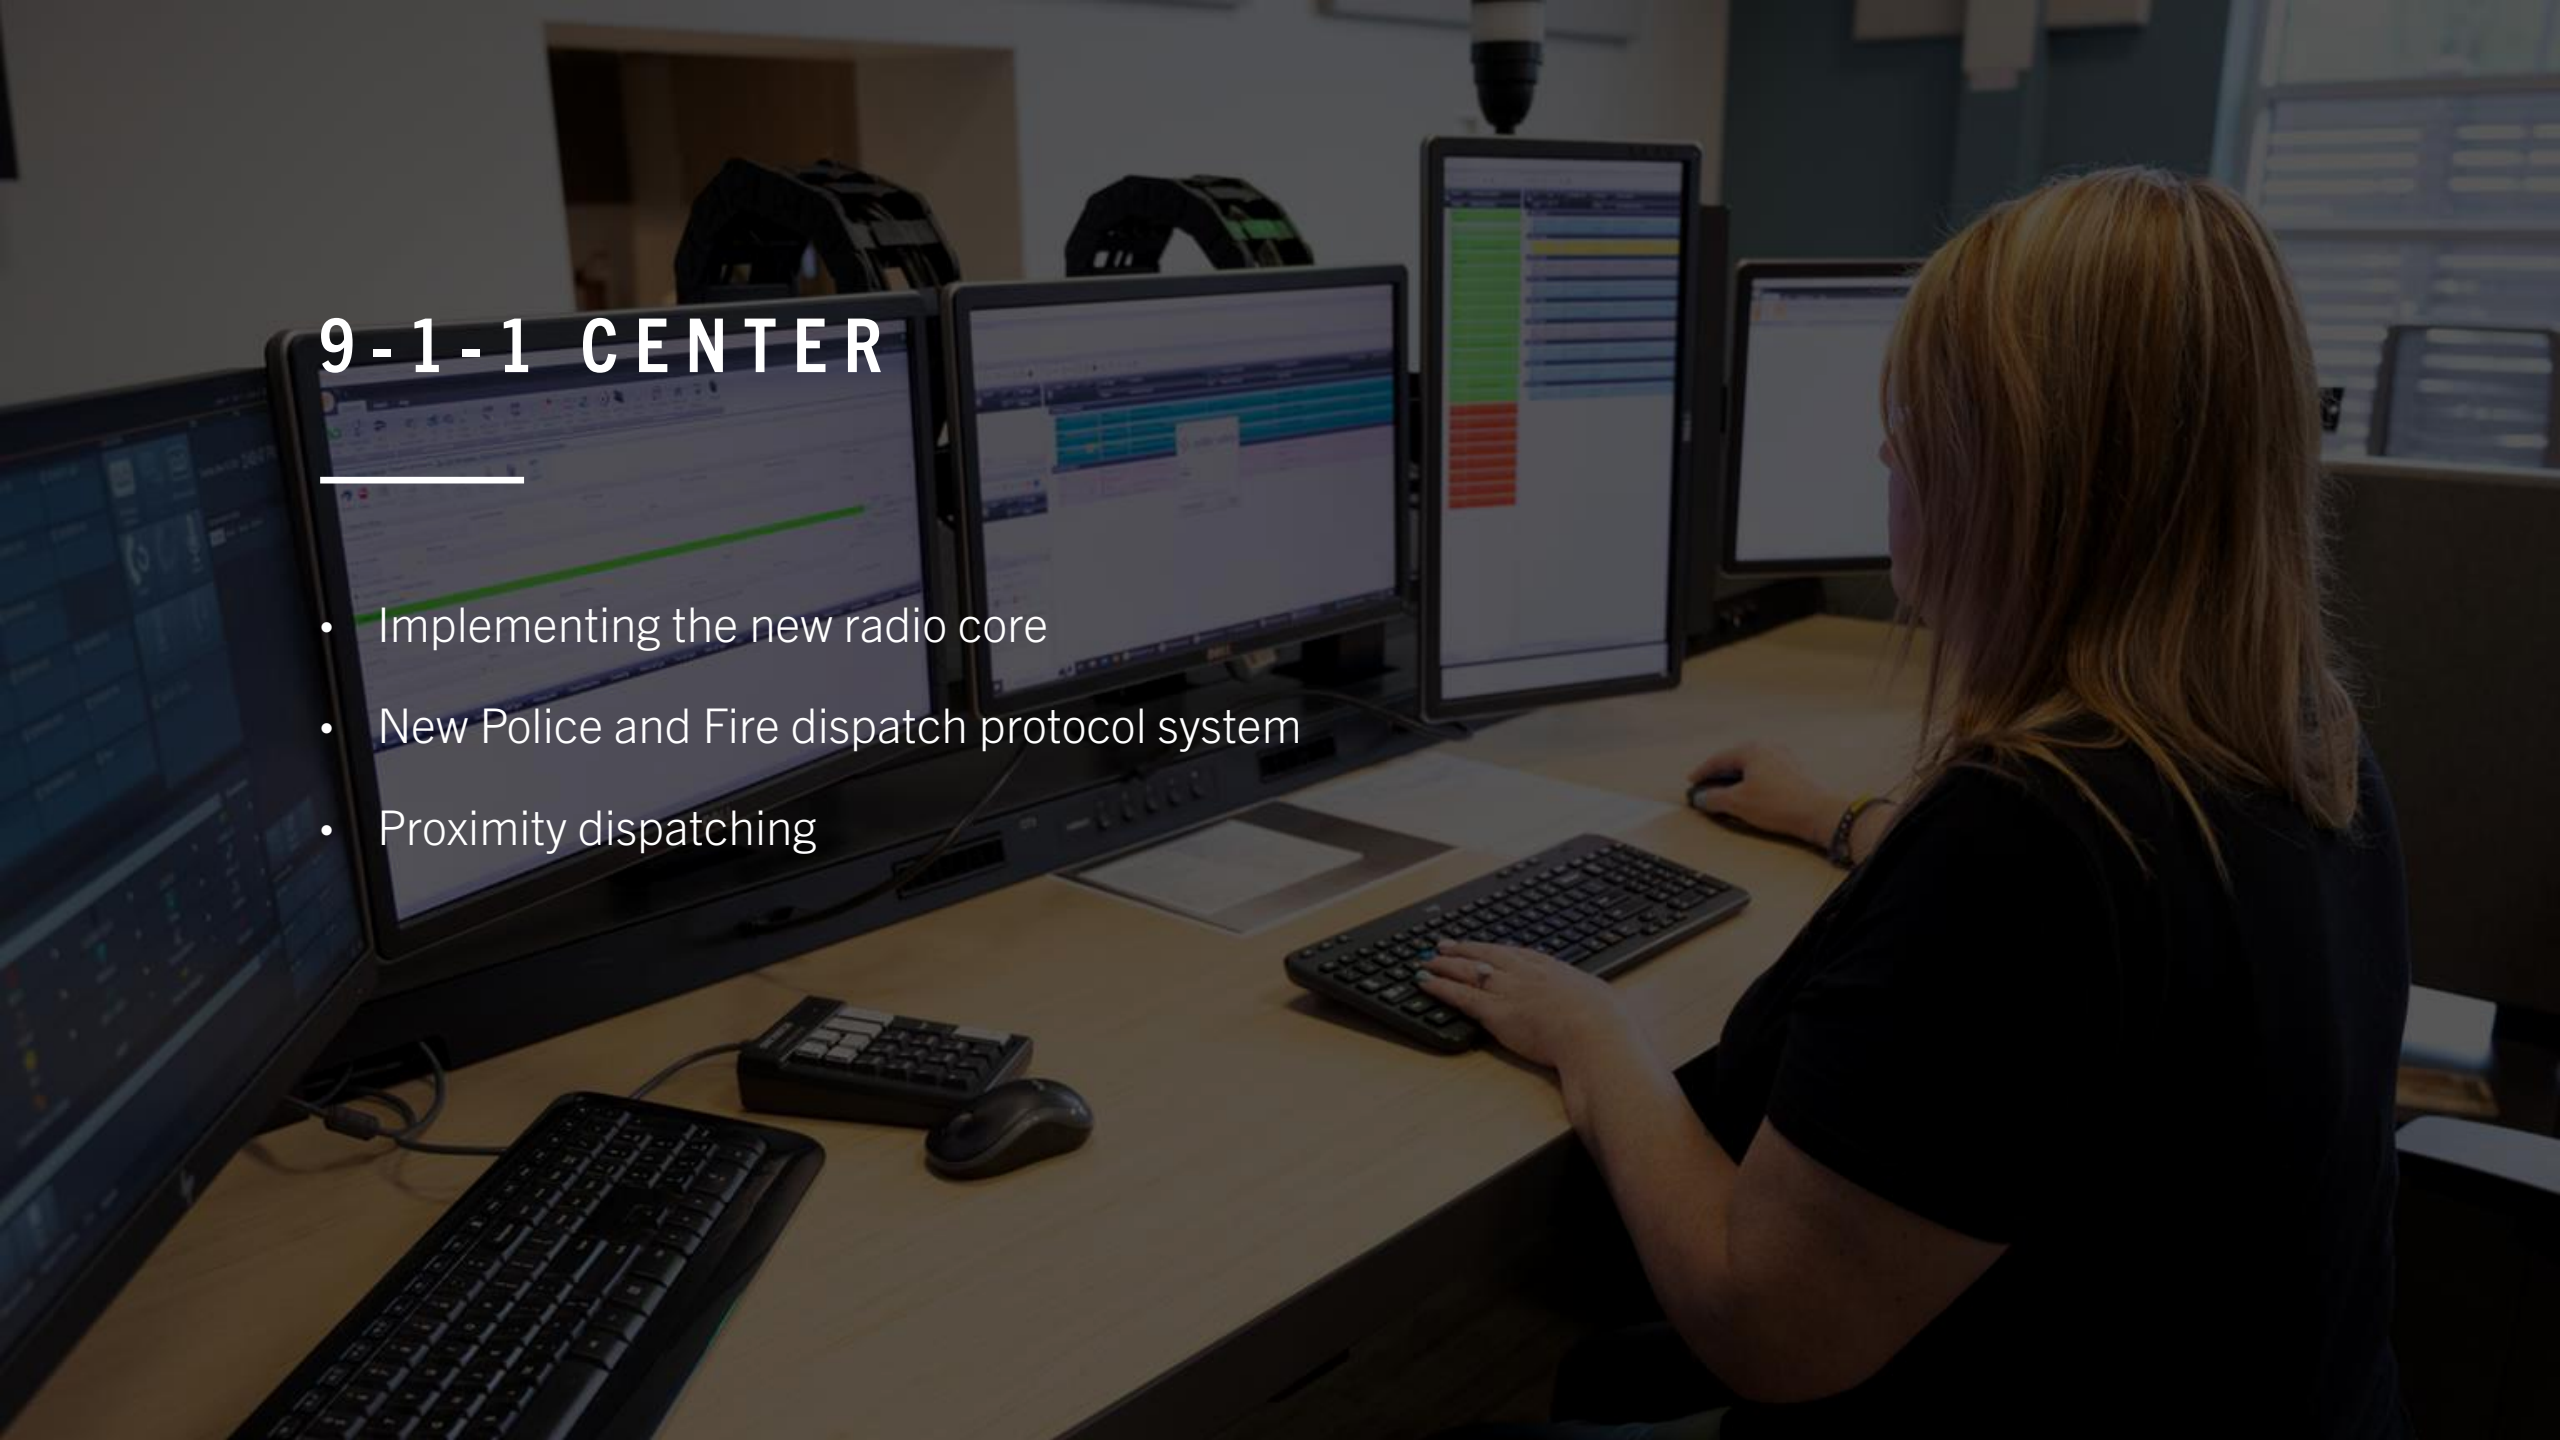 9-1-1 CENTER
• Implementing the new radio core
• New Police and Fire dispatch protocol system
• Proximity dispatching